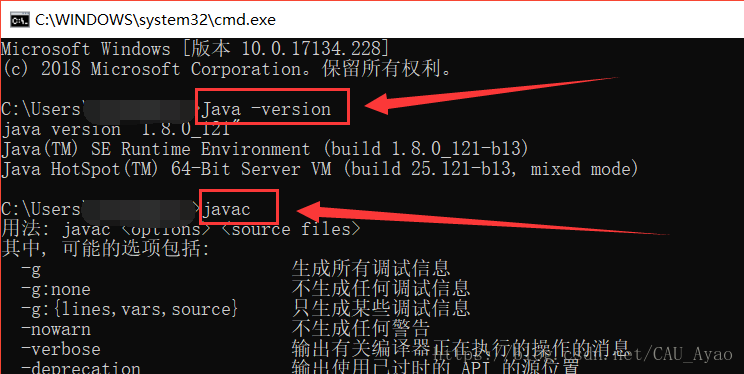 C:\WINDOWS\system32\cmd.exe
Microsoft Windows [版本 10.0.17134.228]
(c) 2018 Microsoft Corporation。保留所有权利。
C:\Users\ Java -version
java version "1.8.0_121"
Java(TM) SE Runtime Environment (build 1.8.0_121-b13)
Java HotSpot(TM) 64-Bit Server VM (build 25.121-b13, mixed mode)
C:\Users\ >javac
用法: javac <options> <source files>
其中, 可能的选项包括:
-g 生成所有调试信息
-g:none 不生成任何调试信息
-g:{lines,vars,source} 只生成某些调试信息
-nowarn 不生成任何警告
-verbose 输出有关编译器正在执行的操作的消息
-deprecation 输出使用已过时的 API 的源位置
https://blog.csdn.net/CAU_Ayao